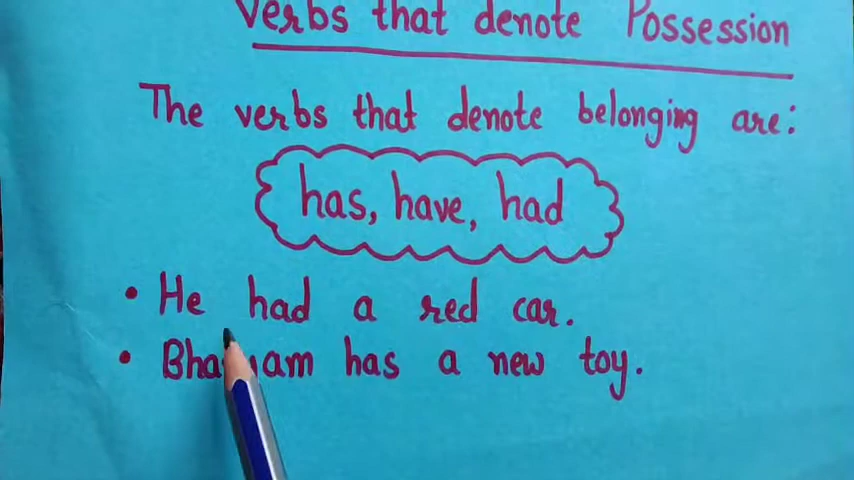 Verbs that denote Possession
The verbs that denote belonging are:
has, have, had
• He had a red car.
• has a new toy.